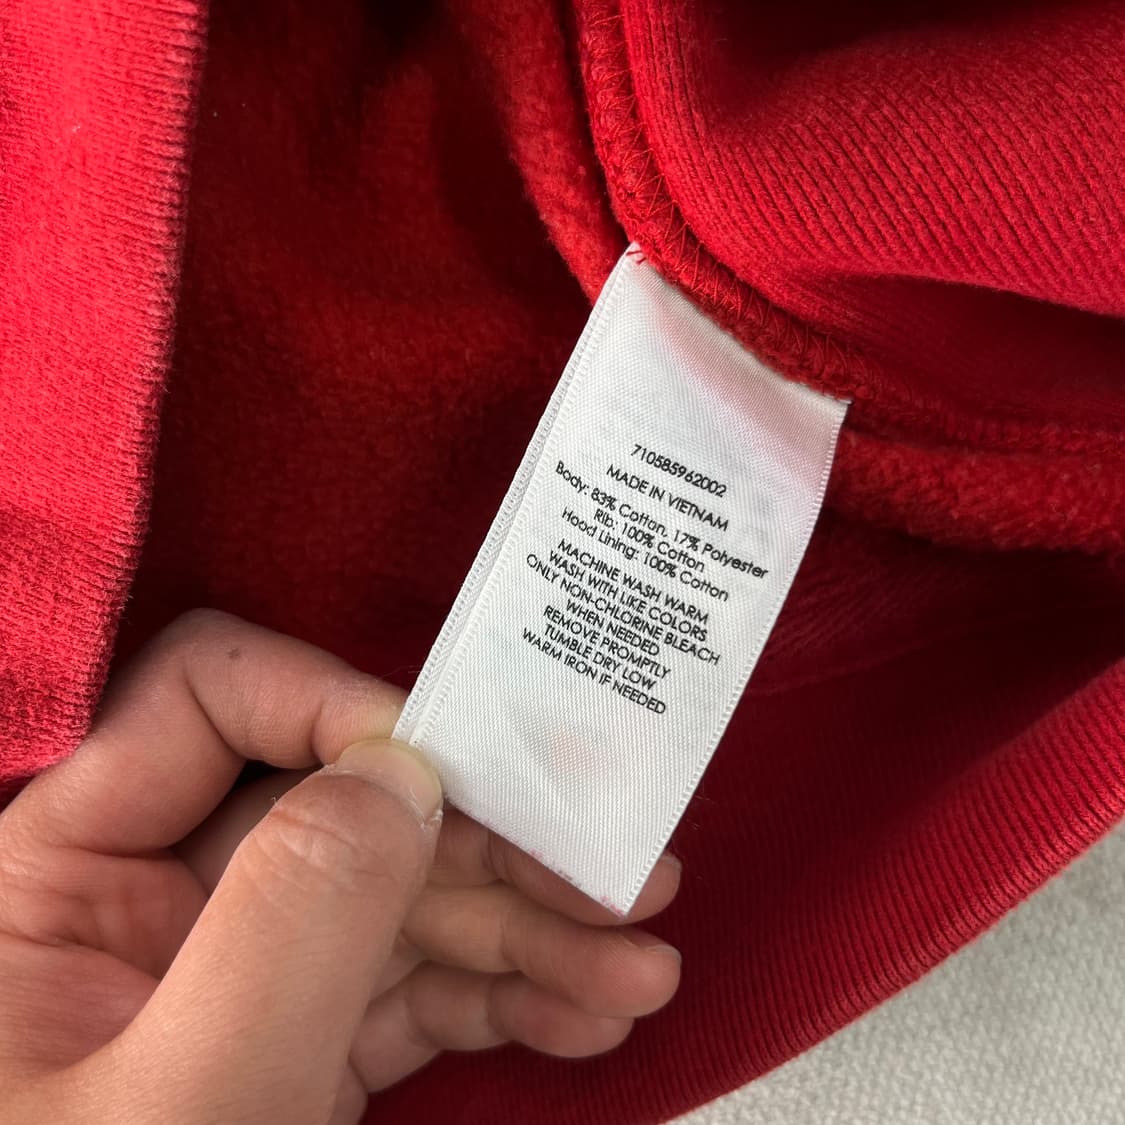 710585962002
MADE IN VIETNAM
Body: 83% Cotton, 17% Polyester
Rib: 100% Cotton
Hood Lining: 100% Cotton
MACHINE WASH WARM
WASH WITH LIKE COLORS
ONLY NON-CHLORINE BLEACH
WHEN NEEDED
REMOVE PROMPTLY
TUMBLE DRY LOW
WARM IRON IF NEEDED